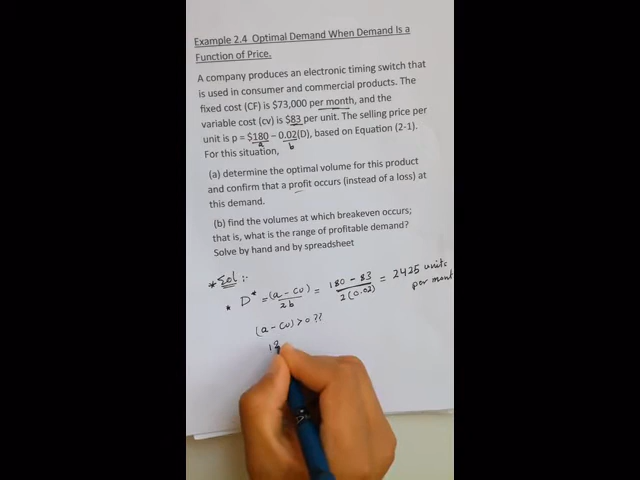 Example 2.4 Optimal Demand When Demand Is a
Function of Price.
A company produces an electronic timing switch that
is used in consumer and commercial products. The
fixed cost (CF) is $73,000 per month, and the
variable cost (cv) is $83 per unit. The selling price per
unit is p = $180 – 0.02(D), based on Equation (2-1).
a b
For this situation,
(a) determine the optimal volume for this product
and confirm that a profit occurs (instead of a loss) at
this demand.
(b) find the volumes at which breakeven occurs;
that is, what is the range of profitable demand?
Solve by hand and by spreadsheet
* Sol :-
* D* = (a - cv) / 2b = 180 - 83 / 2(0.02) = 2425 units
per mont
(a - cv) > 0 ??